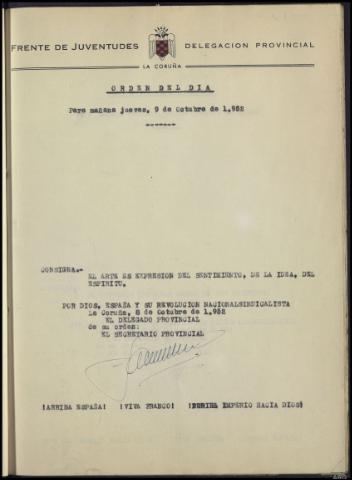 FRENTE DE JUVENTUDES DELEGACION PROVINCIAL
LA CORUÑA
ORDEN DEL DIA
Para mañana jueves, 9 de Octubre de 1,952
CONSIGNA.-
EL ARTE ES EXPRESION DEL SENTIMIENTO, DE LA IDEA, DEL
ESPIRITU.
POR DIOS, ESPAÑA Y SU REVOLUCION NACIONALSINDICALISTA
La Coruña, 8 de Octubre de 1,952
EL DELEGADO PROVINCIAL
de su orden:
EL SECRETARIO PROVINCIAL
¡ARRIBA ESPAÑA! ¡VIVA FRANCO! IMPERIO HACIA DIOS!